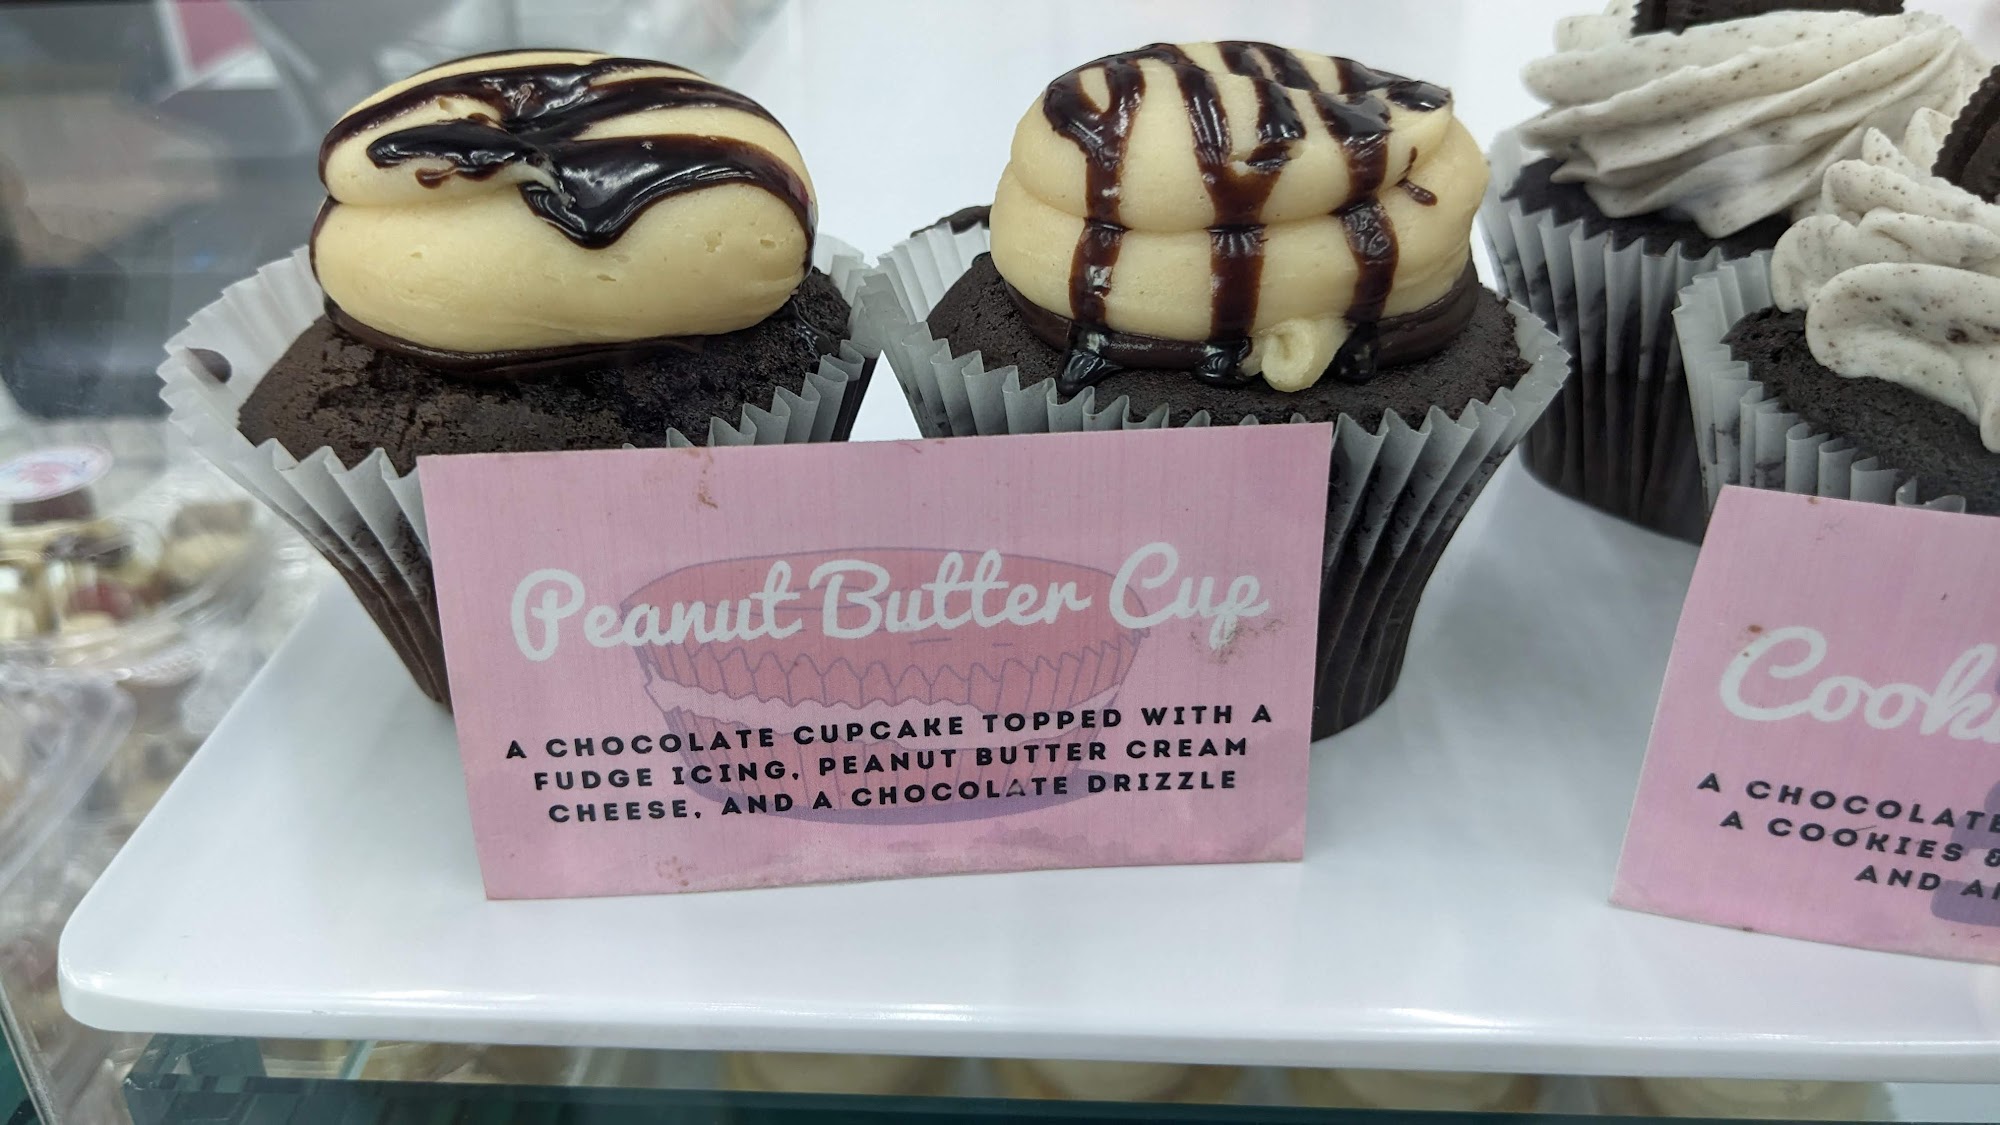 Peanut Butter Cup
A CHOCOLATE CUPCAKE TOPPED WITH A
FUDGE ICING, PEANUT BUTTER CREAM
CHEESE, AND A CHOCOLATE DRIZZLE
A CHOCOLATE
A COOKIES &
AND